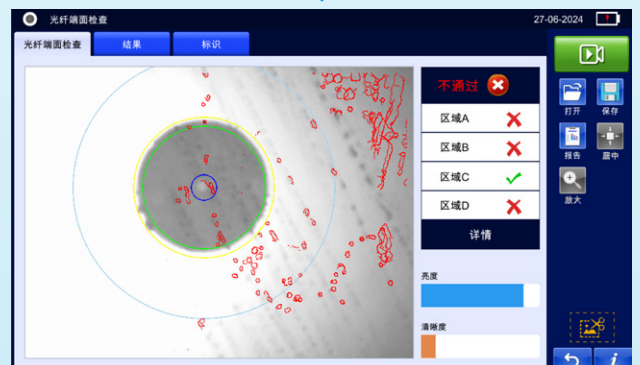 光纤端面检查
27-06-2024
光纤端面检查
结果
标识
不通过
区域A
区域B
区域C
区域D
详情
亮度
清晰度
打开
保存
报告
居中
放大